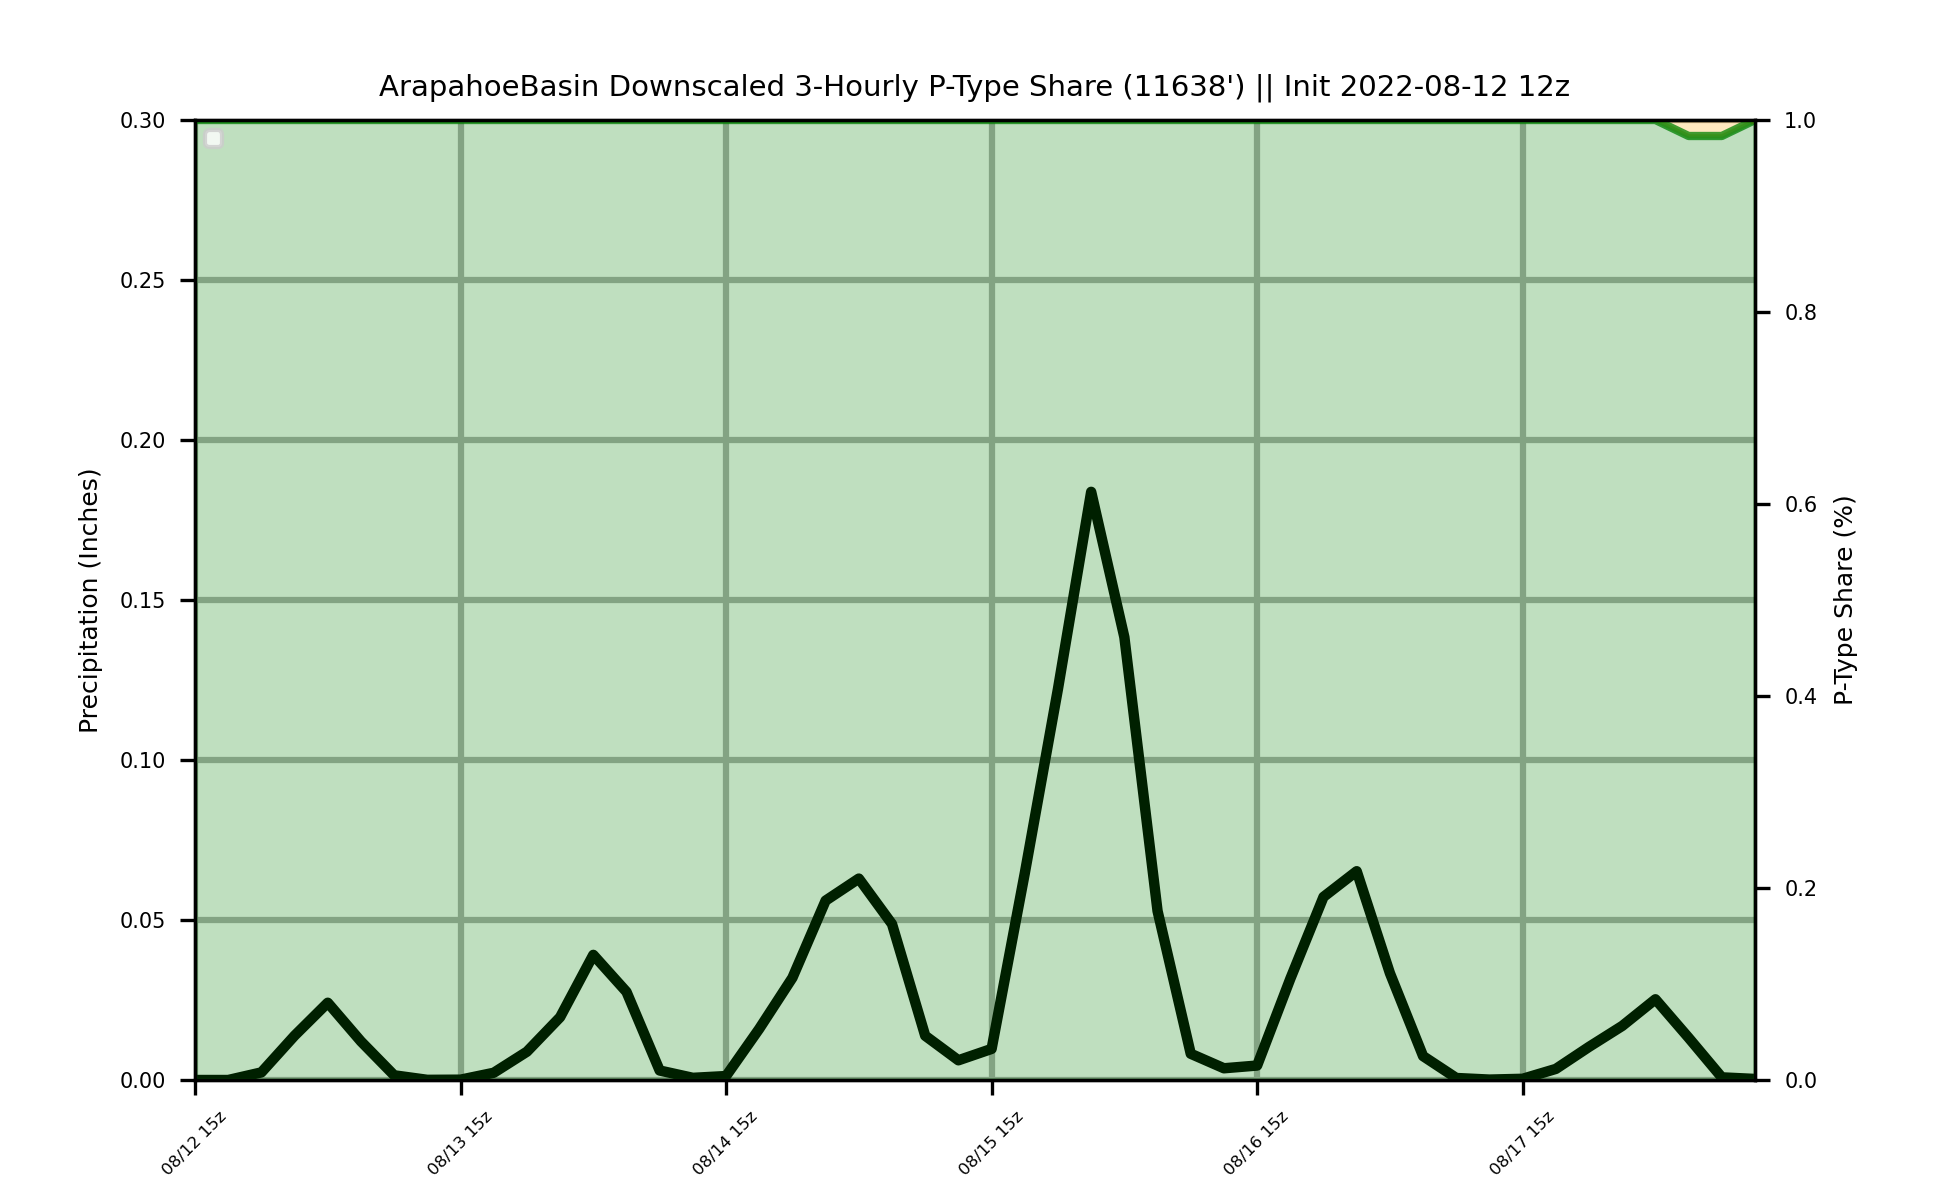 ArapahoeBasin Downscaled 3-Hourly P-Type Share (11638') || Init 2022-08-12 12z
0.30
0.25
0.20
0.15
0.10
0.05
0.00
Precipitation (Inches)
1.0
0.8
0.6
0.4
0.2
0.0
P-Type Share (%)
08/12 15z
08/13 15z
08/14 15z
08/15 15z
08/16 15z
08/17 15z